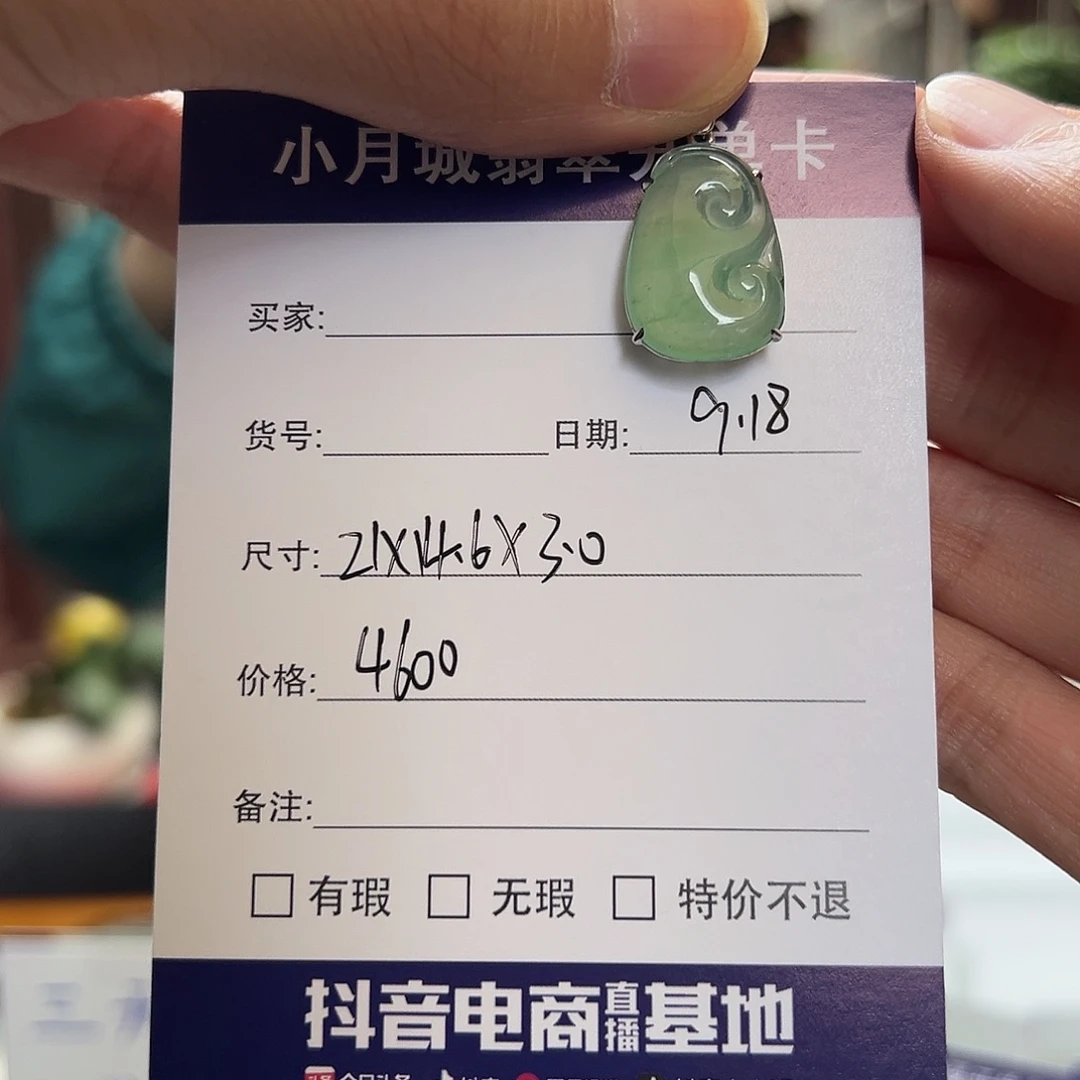 小月城翡翠 单卡
买家:
货号: 日期: 9.18
尺寸: 21X14.6X3.0
价格: 4600
备注:
有瑕 无瑕 特价不退
抖音电商直播基地